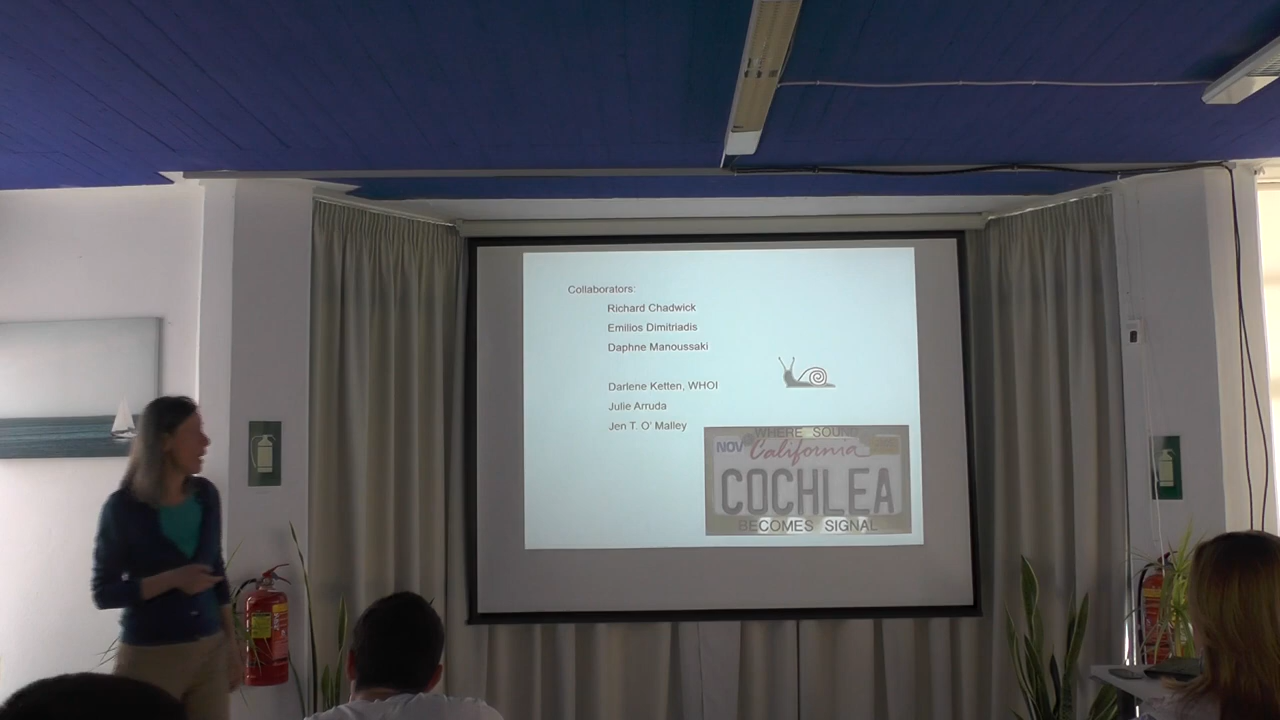 Collaborators:
Richard Chadwick
Emilios Dimitriadis
Daphne Manoussaki
Darlene Ketten, WHOI
Julie Arruda
Jen T. O' Malley
WHERE SOUND
NOV
California
COCHLEA
BECOMES SIGNAL